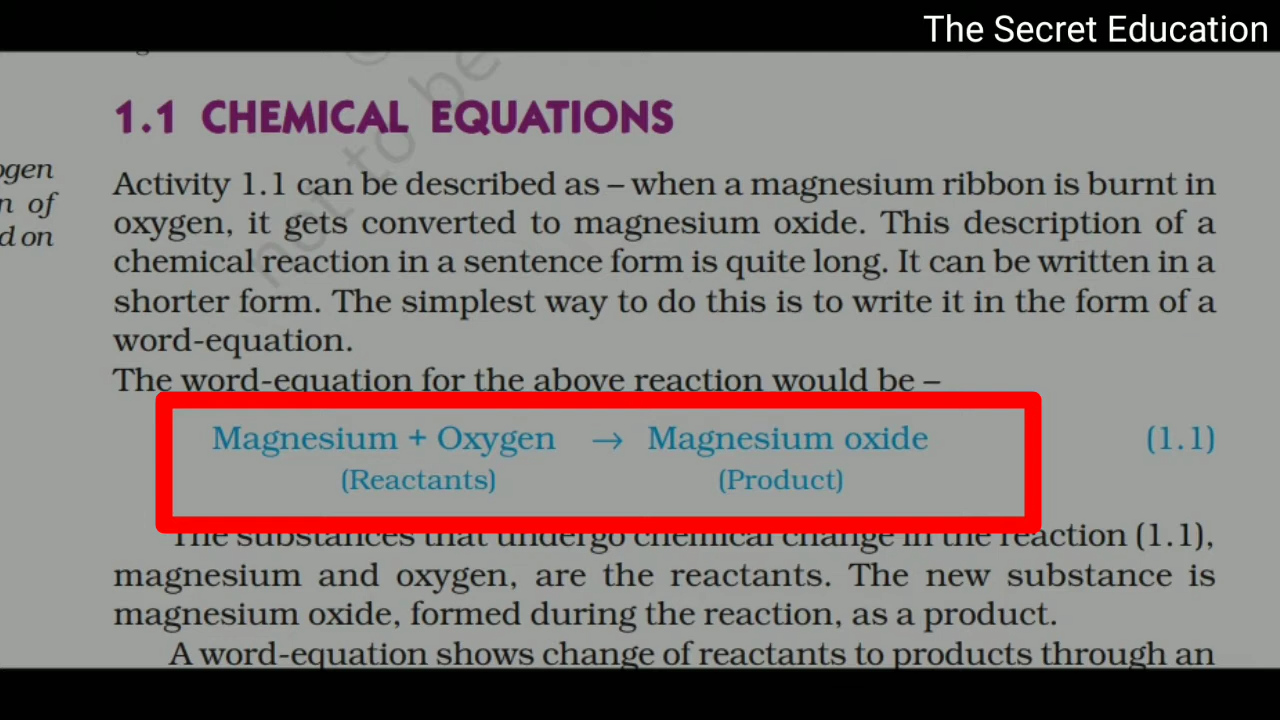 The Secret Education
1.1 CHEMICAL EQUATIONS
ogen
n of
d on
Activity 1.1 can be described as – when a magnesium ribbon is burnt in
oxygen, it gets converted to magnesium oxide. This description of a
chemical reaction in a sentence form is quite long. It can be written in a
shorter form. The simplest way to do this is to write it in the form of a
word-equation.
The word-equation for the above reaction would be –
Magnesium + Oxygen → Magnesium oxide (1.1)
(Reactants) (Product)
The substances that undergo chemical change in the reaction (1.1),
magnesium and oxygen, are the reactants. The new substance is
magnesium oxide, formed during the reaction, as a product.
A word-equation shows change of reactants to products through an
not to be